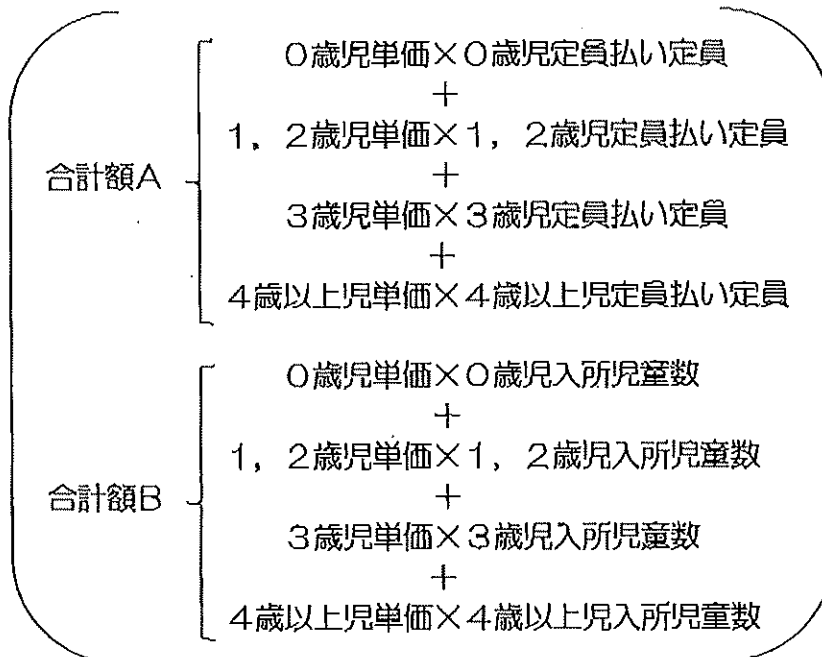 0歳児単価×0歳児定員払い定員
+
1,2歳児単価×1,2歳児定員払い定員
+
合計額A
3歳児単価×3歳児定員払い定員
+
4歳以上児単価×4歳以上児定員払い定員
0歳児単価×0歳児入所児童数
+
1,2歳児単価×1,2歳児入所児童数
+
合計額B
3歳児単価×3歳児入所児童数
+
4歳以上児単価×4歳以上児入所児童数